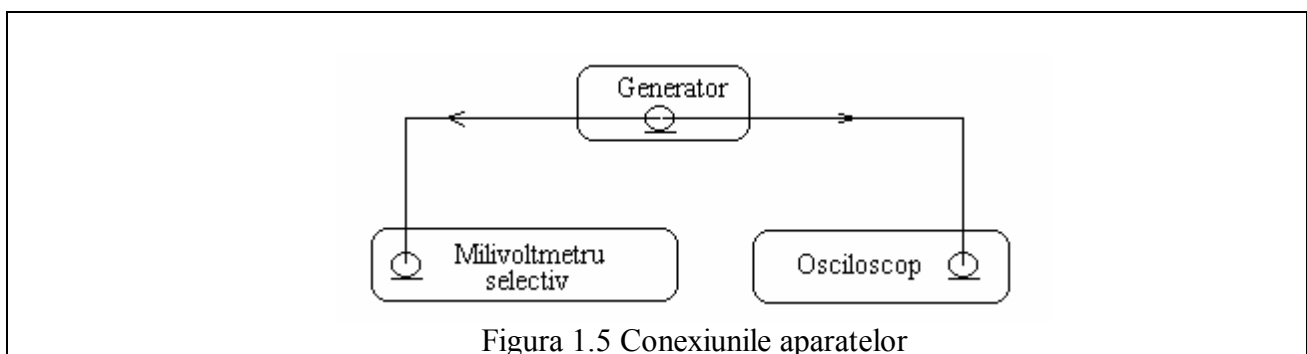 Generator
Milivoltmetru
selectiv
Osciloscop
Figura 1.5 Conexiunile aparatelor